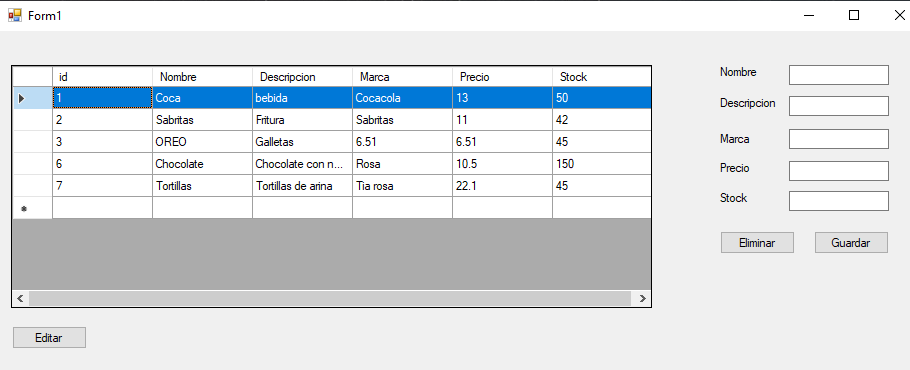 Form1
id Nombre Descripcion Marca Precio Stock
1 Coca bebida Cocacola 13 50
2 Sabritas Fritura Sabritas 11 42
3 OREO Galletas 6.51 6.51 45
6 Chocolate Chocolate con n... Rosa 10.5 150
7 Tortillas Tortillas de arina Tia rosa 22.1 45
Nombre
Descripcion
Marca
Precio
Stock
Eliminar Guardar
Editar